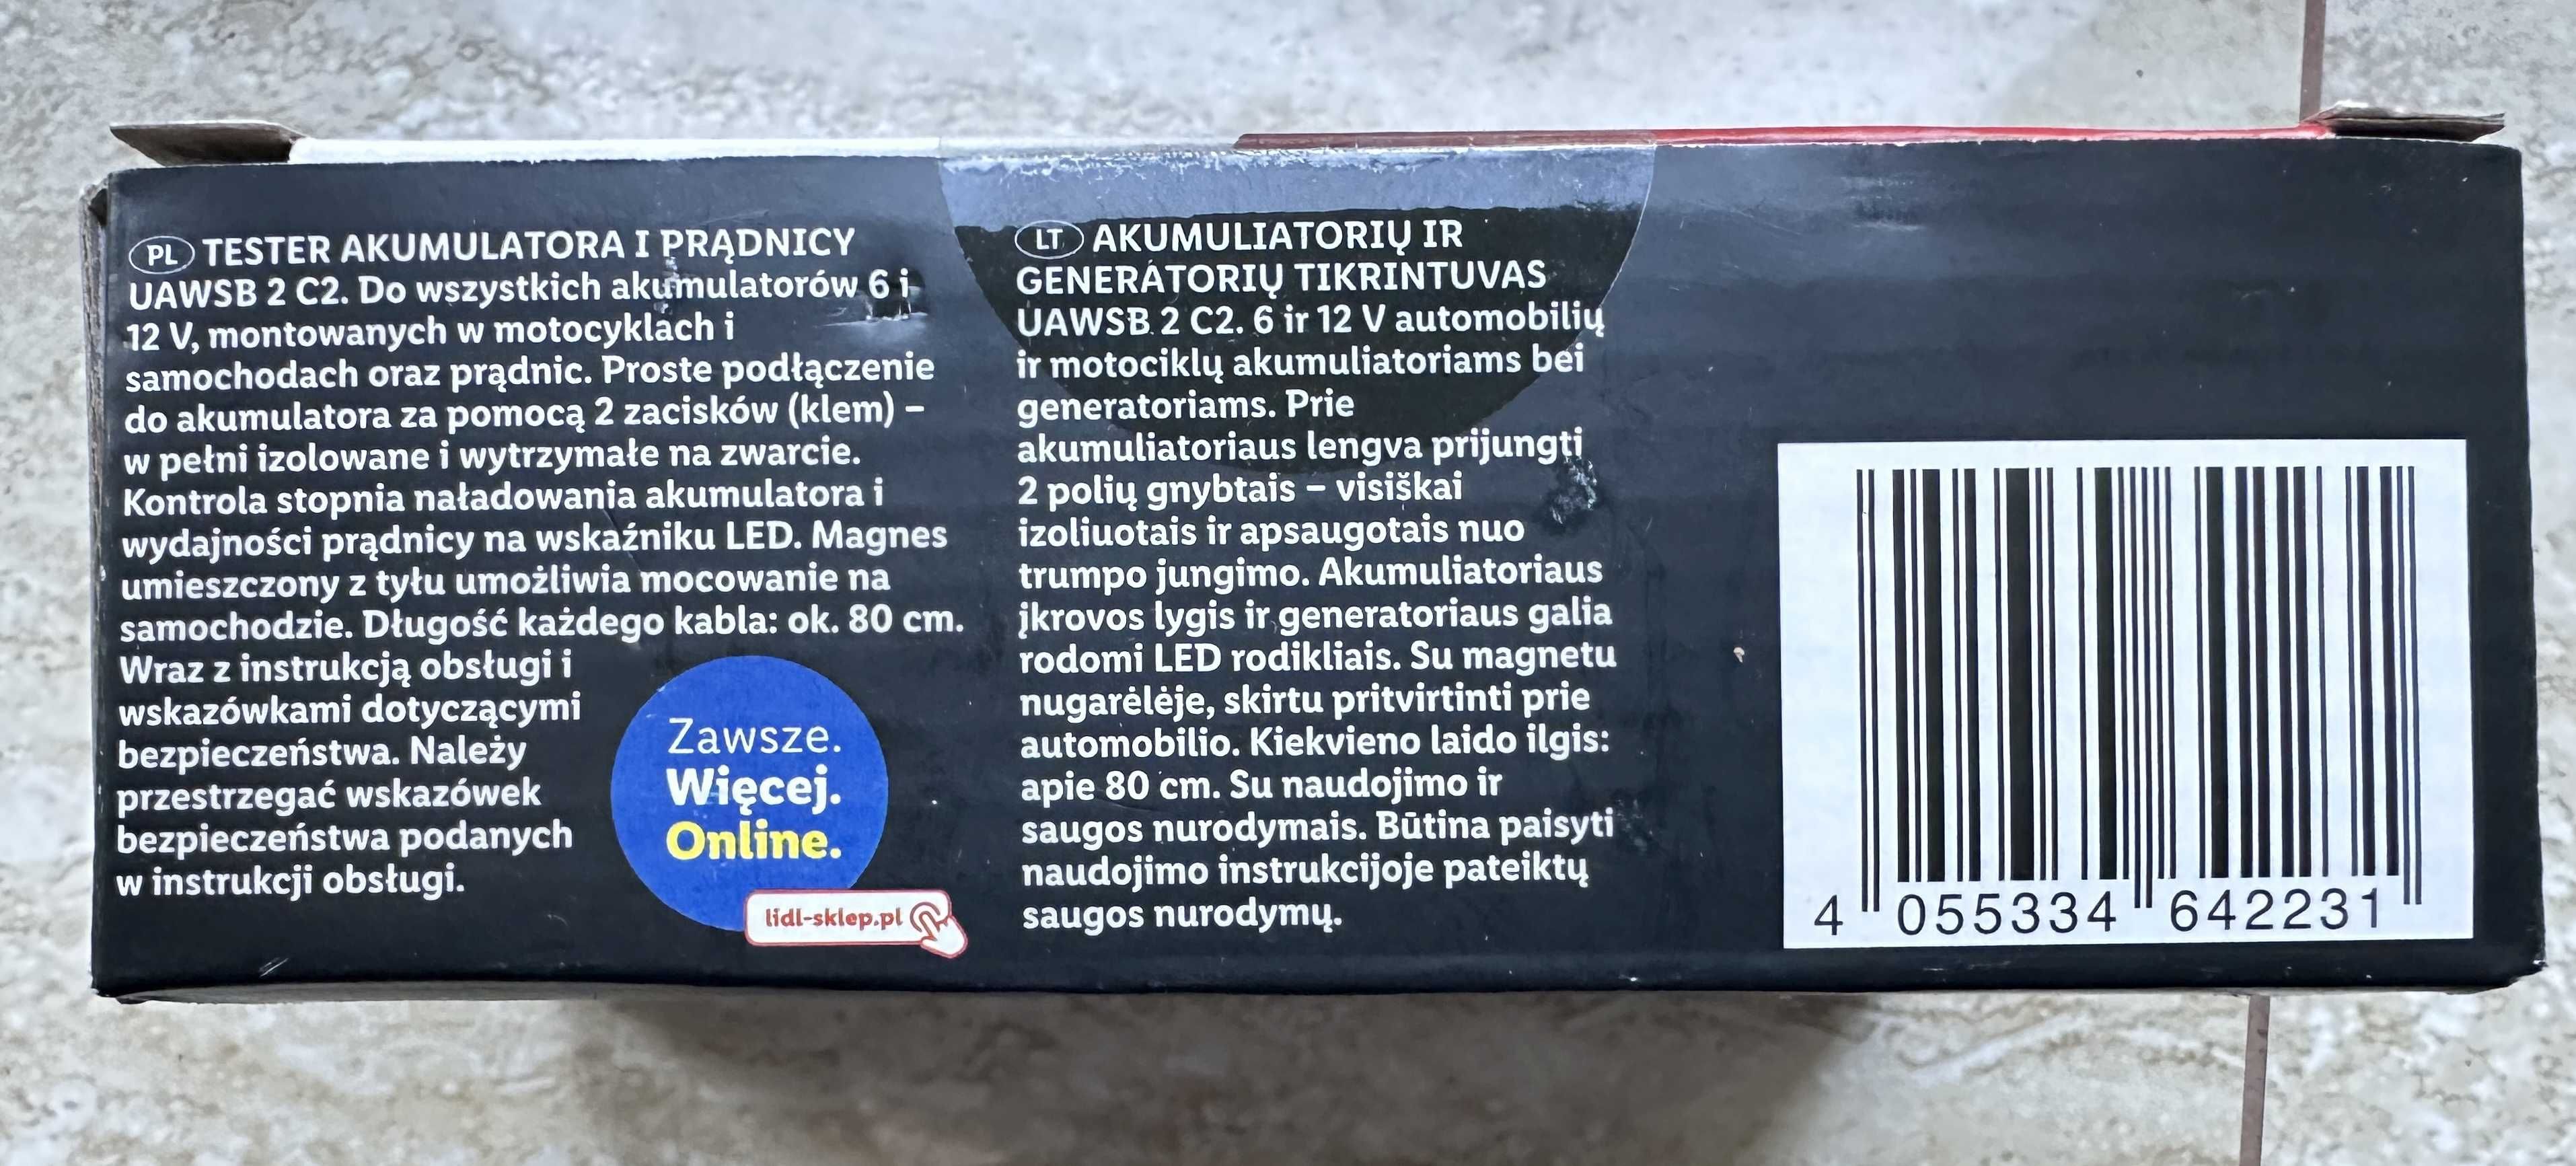 PL TESTER AKUMULATORA I PRĄDNICY
UAWSB 2 C2. Do wszystkich akumulatorów 6 i
12 V, montowanych w motocyklach i
samochodach oraz prądnic. Proste podłączenie
do akumulatora za pomocą 2 zacisków (klem) –
w pełni izolowane i wytrzymałe na zwarcie.
Kontrola stopnia naładowania akumulatora i
wydajności prądnicy na wskaźniku LED. Magnes
umieszczony z tyłu umożliwia mocowanie na
samochodzie. Długość każdego kabla: ok. 80 cm.
Wraz z instrukcją obsługi i
wskazówkami dotyczącymi
bezpieczeństwa. Należy
przestrzegać wskazówek
bezpieczeństwa podanych
w instrukcji obsługi.
Zawsze.
Więcej.
Online.
lidl-sklep.pl
LT AKUMULIATORIŲ IR
GENERATORIŲ TIKRINTUVAS
UAWSB 2 C2. 6 ir 12 V automobilių
ir motociklų akumuliatoriams bei
generatoriams. Prie
akumuliatoriaus lengva prijungti
2 polių gnybtais – visiškai
izoliuotais ir apsaugotais nuo
trumpo jungimo. Akumuliatoriaus
įkrovos lygis ir generatoriaus galia
rodomi LED rodikliais. Su magnetu
nugarėlėje, skirtu pritvirtinti prie
automobilio. Kiekvieno laido ilgis:
apie 80 cm. Su naudojimo ir
saugos nurodymais. Būtina paisyti
naudojimo instrukcijoje pateiktų
saugos nurodymų.
4 055334 642231